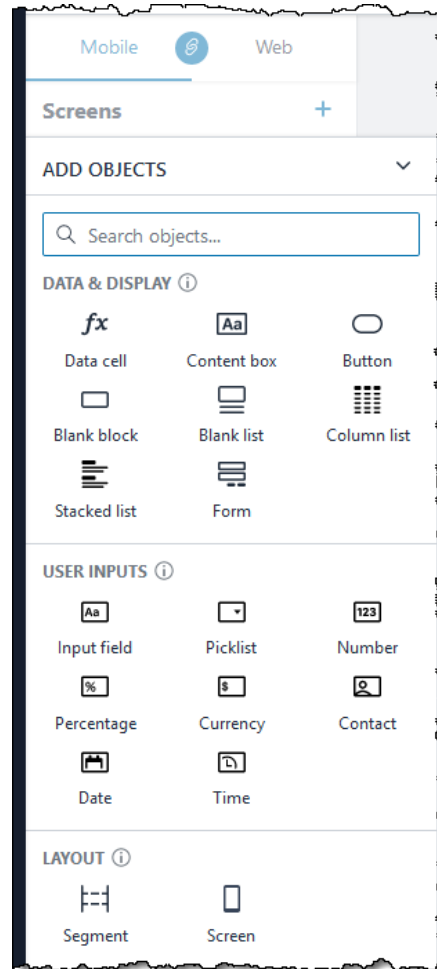 Mobile Web
Screens +
ADD OBJECTS
Search objects...
DATA & DISPLAY
fx Aa
Data cell Content box Button
Blank block Blank list Column list
Stacked list Form
USER INPUTS
Aa 123
Input field Picklist Number
% $
Percentage Currency Contact
Date Time
LAYOUT
Segment Screen